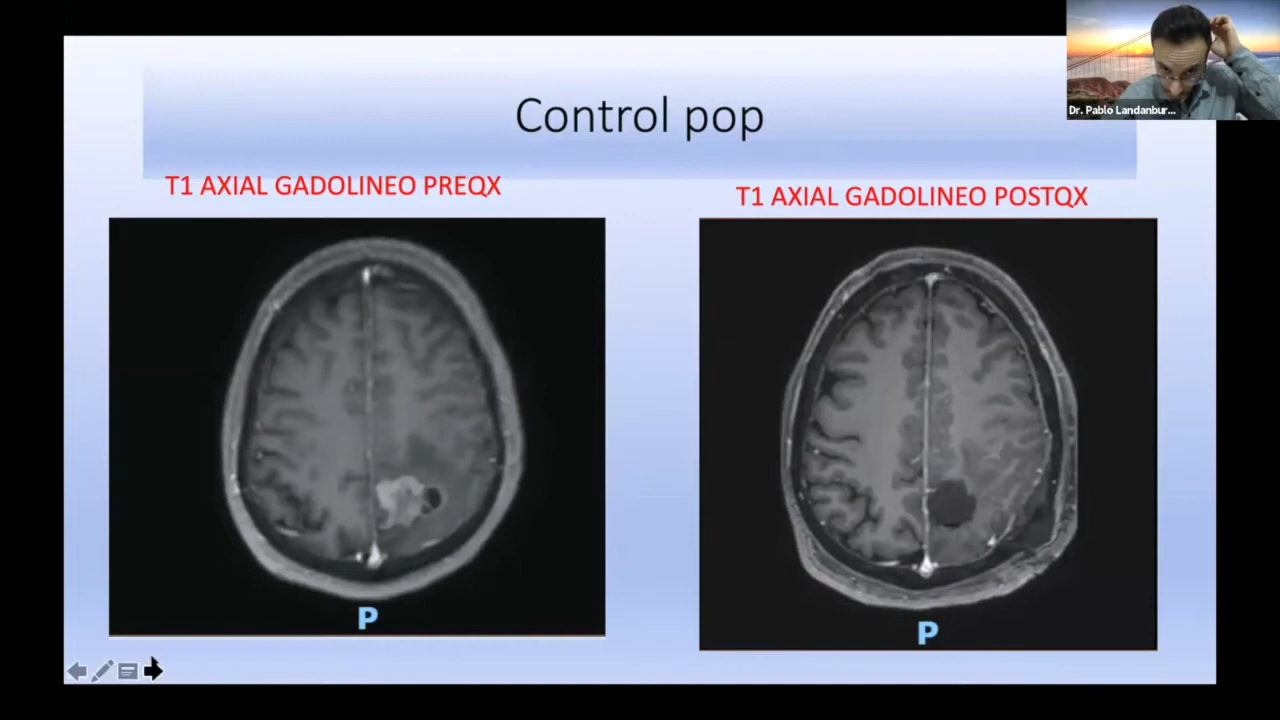 Dr. Pablo Landanbur...
Control pop
T1 AXIAL GADOLINEO PREQX
T1 AXIAL GADOLINEO POSTQX
P
P